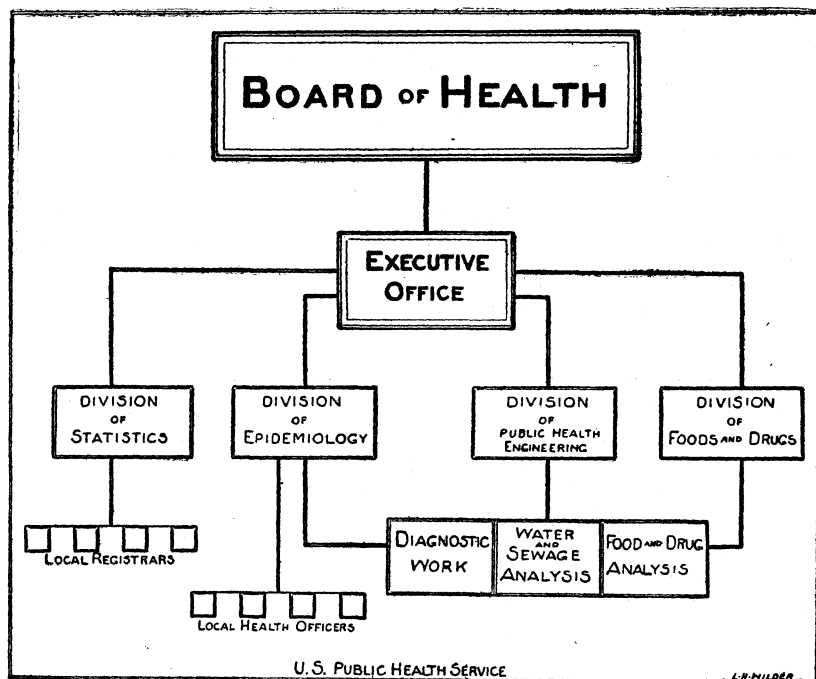 BOARD OF HEALTH
EXECUTIVE
OFFICE
DIVISION
OF
STATISTICS
DIVISION
OF
EPIDEMIOLOGY
DIVISION
OF
PUBLIC HEALTH
ENGINEERING
DIVISION
OF
FOODS AND DRUGS
LOCAL REGISTRARS
LOCAL HEALTH OFFICERS
DIAGNOSTIC
WORK
WATER
AND
SEWAGE
ANALYSIS
FOOD AND DRUG
ANALYSIS
U.S. PUBLIC HEALTH SERVICE
L.H. WILDER